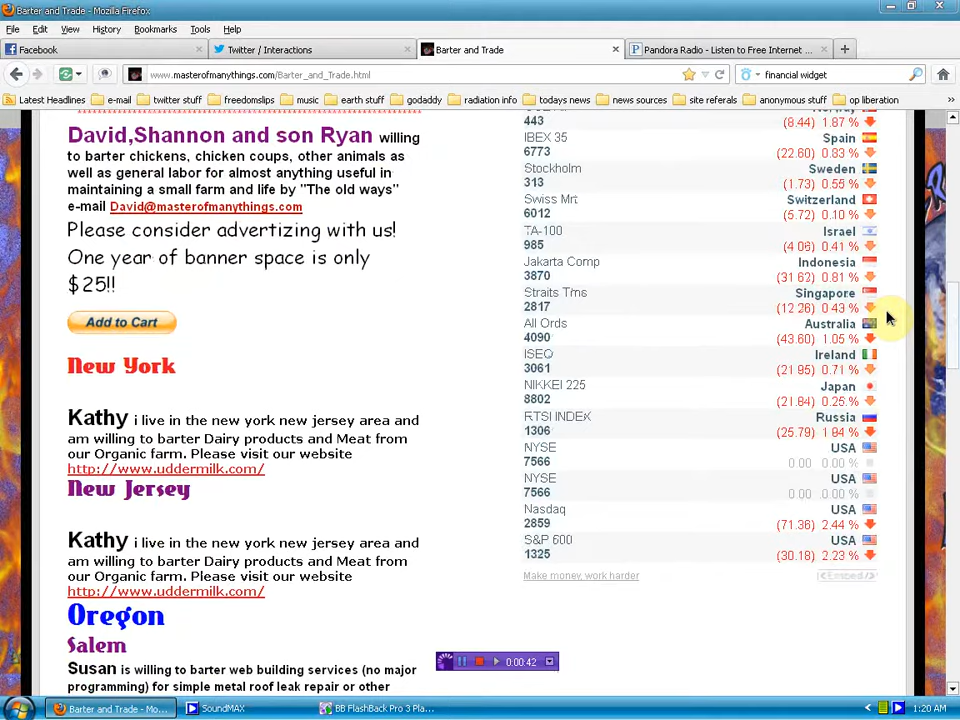 Barter and Trade - Mozilla Firefox
File Edit View History Bookmarks Tools Help
Facebook
Twitter / Interactions
Barter and Trade
Pandora Radio - Listen to Free Internet ...
www.masterofmanythings.com/Barter_and_Trade.html
financial widget
Latest Headlines e-mail twitter stuff freedomslips music earth stuff godaddy radiation info todays news news sources site referals anonymous stuff op liberation »
David,Shannon and son Ryan willing
to barter chickens, chicken coups, other animals as
well as general labor for almost anything useful in
maintaining a small farm and life by "The old ways"
e-mail David@masterofmanythings.com
Please consider advertizing with us!
One year of banner space is only
$25!!
Add to Cart
New York
Kathy i live in the new york new jersey area and
am willing to barter Dairy products and Meat from
our Organic farm. Please visit our website
http://www.uddermilk.com/
New Jersey
Kathy i live in the new york new jersey area and
am willing to barter Dairy products and Meat from
our Organic farm. Please visit our website
http://www.uddermilk.com/
Oregon
Salem
Susan is willing to barter web building services (no major
programming) for simple metal roof leak repair or other
443 (8.44) 1.87 %
IBEX 35 Spain
6773 (22.60) 0.83 %
Stockholm Sweden
313 (1.73) 0.55 %
Swiss Mrt Switzerland
6012 (5.72) 0.10 %
TA-100 Israel
985 (4.06) 0.41 %
Jakarta Comp Indonesia
3870 (31.62) 0.81 %
Straits Tms Singapore
2817 (12.26) 0.43 %
All Ords Australia
4090 (43.60) 1.05 %
ISEQ Ireland
3061 (21.95) 0.71 %
NIKKEI 225 Japan
8802 (21.84) 0.25 %
RTSI INDEX Russia
1306 (25.79) 1.94 %
NYSE USA
7566 0.00 0.00 %
NYSE USA
7566 0.00 0.00 %
Nasdaq USA
2859 (71.36) 2.44 %
S&P 600 USA
1325 (30.18) 2.23 %
Make money, work harder
<Embed/>
0:00:42
Barter and Trade - Mo...
SoundMAX
BB FlashBack Pro 3 Pla...
1:20 AM